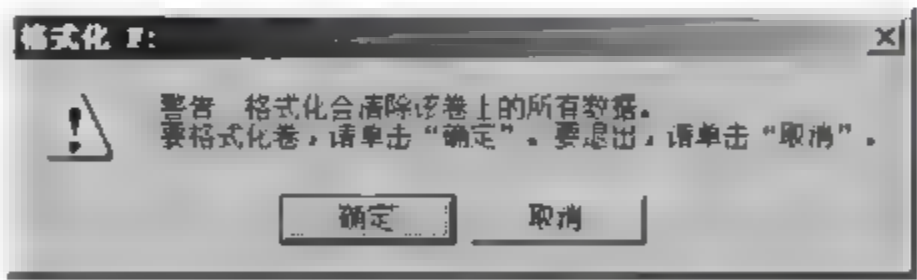 格式化 F:
警告 格式化会清除该卷上的所有数据。
要格式化卷，请单击“确定”。要退出，请单击“取消”。
确定
取消